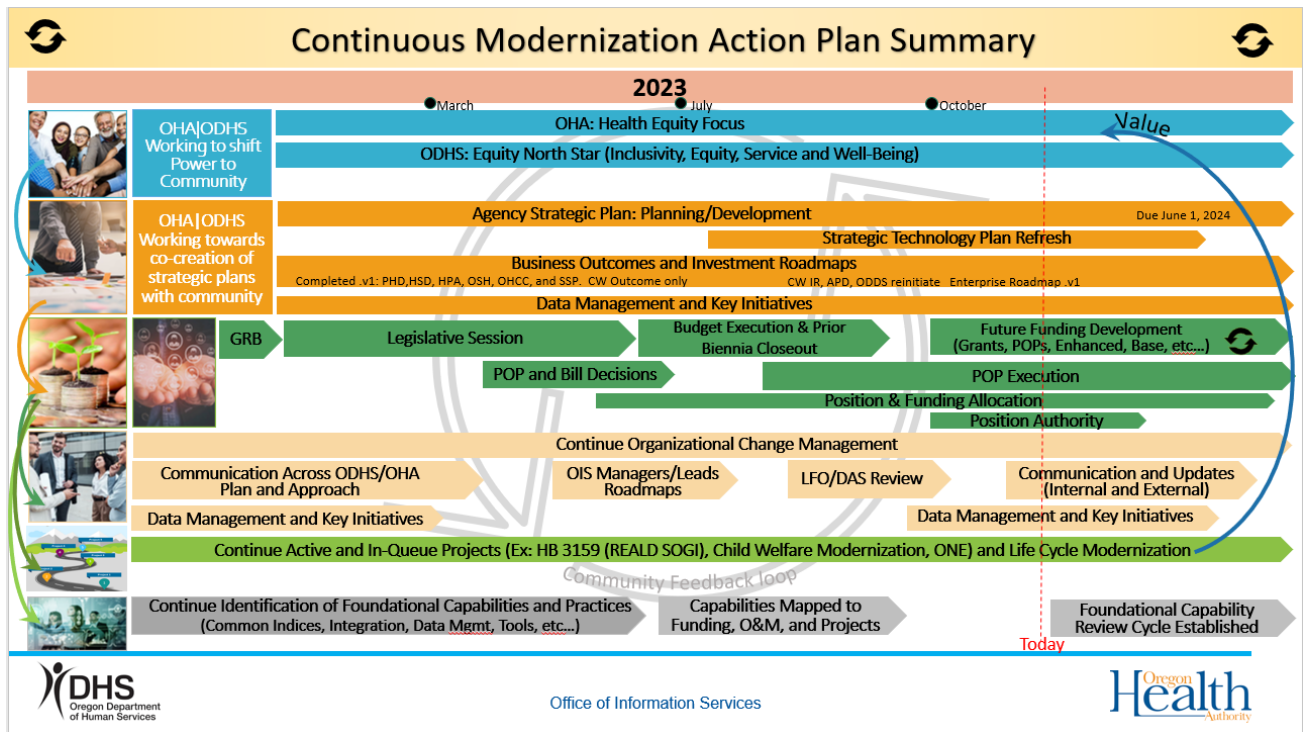 Continuous Modernization Action Plan Summary
2023
March
July
October
OHA|ODHS
Working to shift
Power to
Community
OHA: Health Equity Focus
Value
ODHS: Equity North Star (Inclusivity, Equity, Service and Well-Being)
OHA|ODHS
Working towards
co-creation of
strategic plans
with community
Agency Strategic Plan: Planning/Development
Due June 1, 2024
Strategic Technology Plan Refresh
Business Outcomes and Investment Roadmaps
Completed .v1: PHD,HSD, HPA, OSH, OHCC, and SSP. CW Outcome only
CW IR, APD, ODDS reinitiate Enterprise Roadmap .v1
Data Management and Key Initiatives
GRB
Legislative Session
Budget Execution & Prior
Biennia Closeout
Future Funding Development
(Grants, POPs, Enhanced, Base, etc…)
POP and Bill Decisions
POP Execution
Position & Funding Allocation
Position Authority
Continue Organizational Change Management
Communication Across ODHS/OHA
Plan and Approach
OIS Managers/Leads
Roadmaps
LFO/DAS Review
Communication and Updates
(Internal and External)
Data Management and Key Initiatives
Data Management and Key Initiatives
Continue Active and In-Queue Projects (Ex: HB 3159 (REALD SOGI), Child Welfare Modernization, ONE) and Life Cycle Modernization
Community Feedback loop
Continue Identification of Foundational Capabilities and Practices
(Common Indices, Integration, Data Mgmt, Tools, etc…)
Capabilities Mapped to
Funding, O&M, and Projects
Foundational Capability
Review Cycle Established
Today
DHS
Oregon Department
of Human Services
Office of Information Services
Oregon
Health
Authority